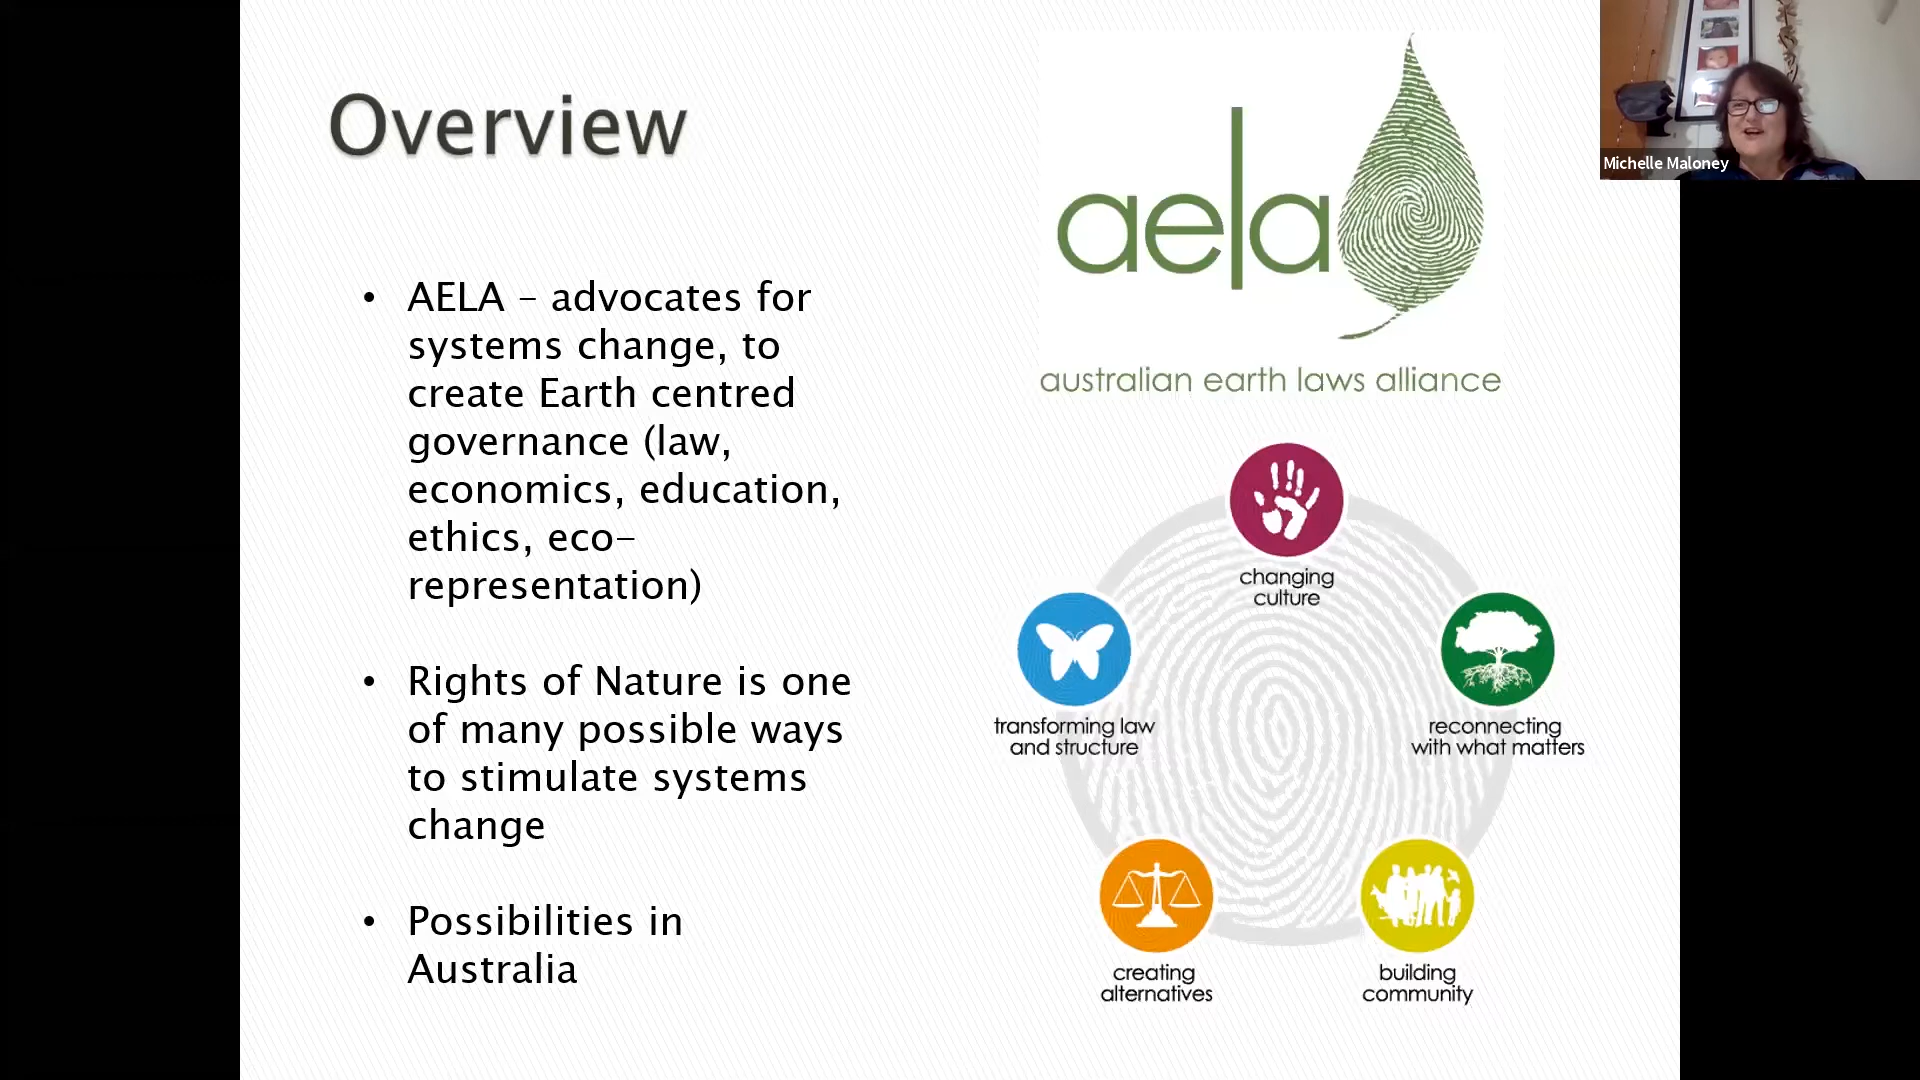 Overview
• AELA – advocates for
systems change, to
create Earth centred
governance (law,
economics, education,
ethics, eco-
representation)
• Rights of Nature is one
of many possible ways
to stimulate systems
change
• Possibilities in
Australia
aela
australian earth laws alliance
changing
culture
transforming law
and structure
reconnecting
with what matters
creating
alternatives
building
community
Michelle Maloney